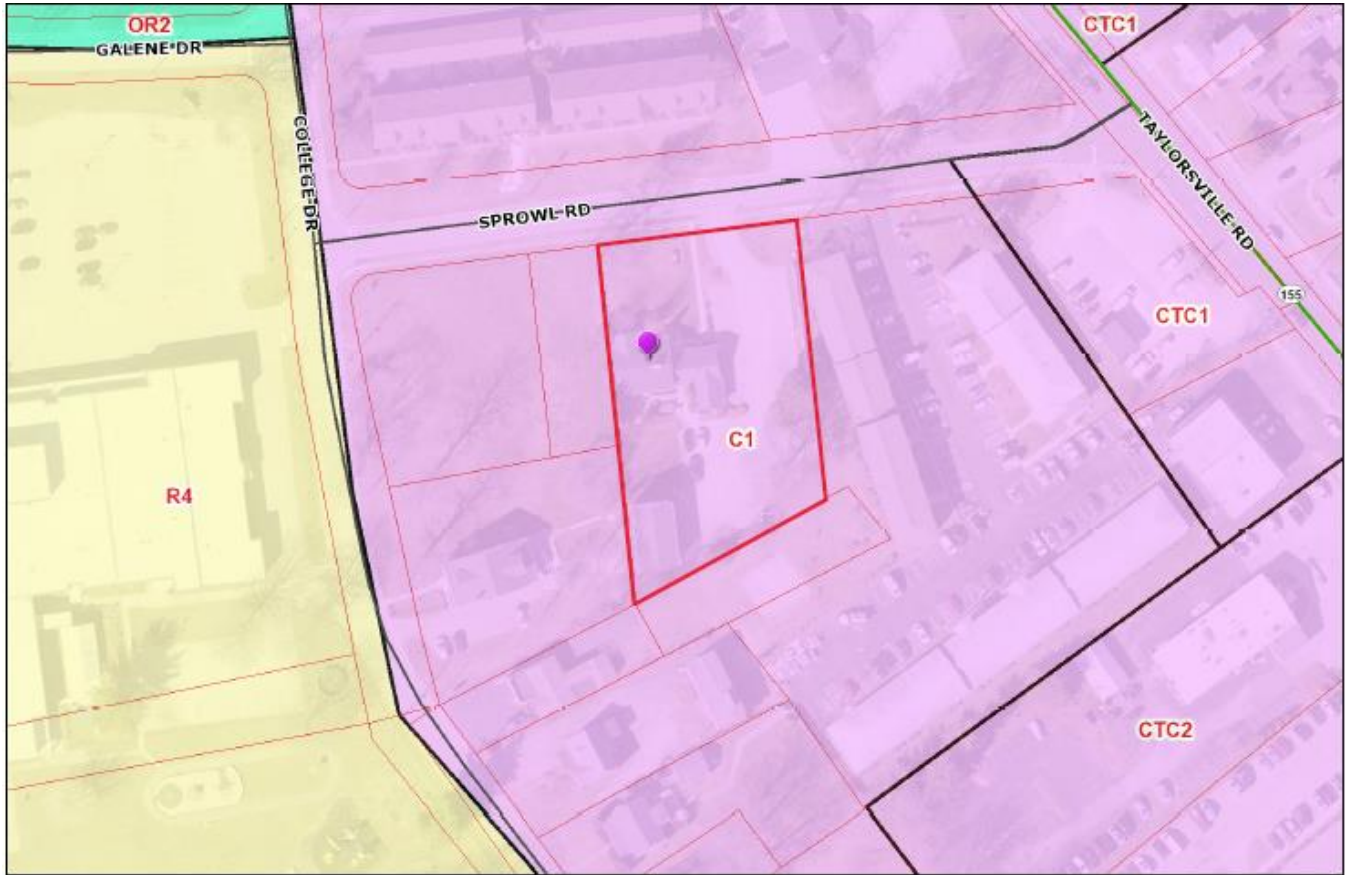 OR2
GALENE DR
CTC1
COLLEGE DR
TAYLORSVILLE RD
SPROWL RD
155
CTC1
C1
R4
CTC2